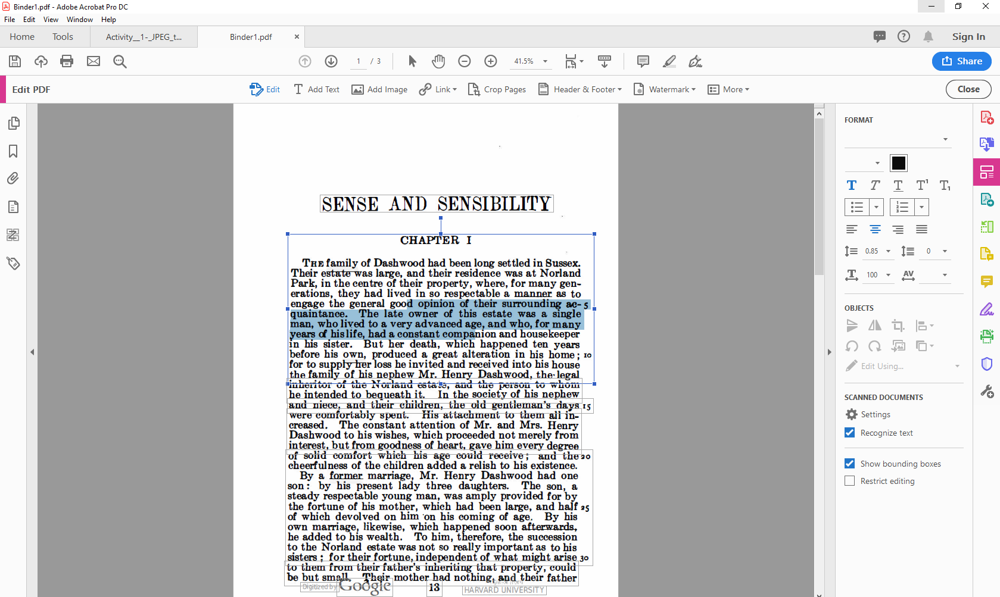 Binder1.pdf - Adobe Acrobat Pro DC
File Edit View Window Help
Home Tools Activity__1-_JPEG_t... Binder1.pdf × Sign In
1 / 3 41.5% Share
Edit PDF Edit Add Text Add Image Link Crop Pages Header & Footer Watermark More Close
SENSE AND SENSIBILITY
CHAPTER I
THE family of Dashwood had been long settled in Sussex.
Their estate was large, and their residence was at Norland
Park, in the centre of their property, where, for many gen-
erations, they had lived in so respectable a manner as to
engage the general good opinion of their surrounding ac- 5
quaintance. The late owner of this estate was a single
man, who lived to a very advanced age, and who, for many
years of his life, had a constant companion and housekeeper
in his sister. But her death, which happened ten years
before his own, produced a great alteration in his home; 10
for to supply her loss he invited and received into his house
the family of his nephew Mr. Henry Dashwood, the legal
inheritor of the Norland estate, and the person to whom
he intended to bequeath it. In the society of his nephew
and niece, and their children, the old gentleman's days 15
were comfortably spent. His attachment to them all in-
creased. The constant attention of Mr. and Mrs. Henry
Dashwood to his wishes, which proceeded not merely from
interest, but from goodness of heart, gave him every degree
of solid comfort which his age could receive; and the 20
cheerfulness of the children added a relish to his existence.
By a former marriage, Mr. Henry Dashwood had one
son: by his present lady three daughters. The son, a
steady respectable young man, was amply provided for by
the fortune of his mother, which had been large, and half 25
of which devolved on him on his coming of age. By his
own marriage, likewise, which happened soon afterwards,
he added to his wealth. To him, therefore, the succession
to the Norland estate was not so really important as to his
sisters; for their fortune, independent of what might arise 30
to them from their father's inheriting that property, could
be but small. Their mother had nothing, and their father
Digitized by Google 13
HARVARD UNIVERSITY
FORMAT
T T T T1 T1
0.85 0
100 AV
OBJECTS
Edit Using...
SCANNED DOCUMENTS
Settings
Recognize text
Show bounding boxes
Restrict editing